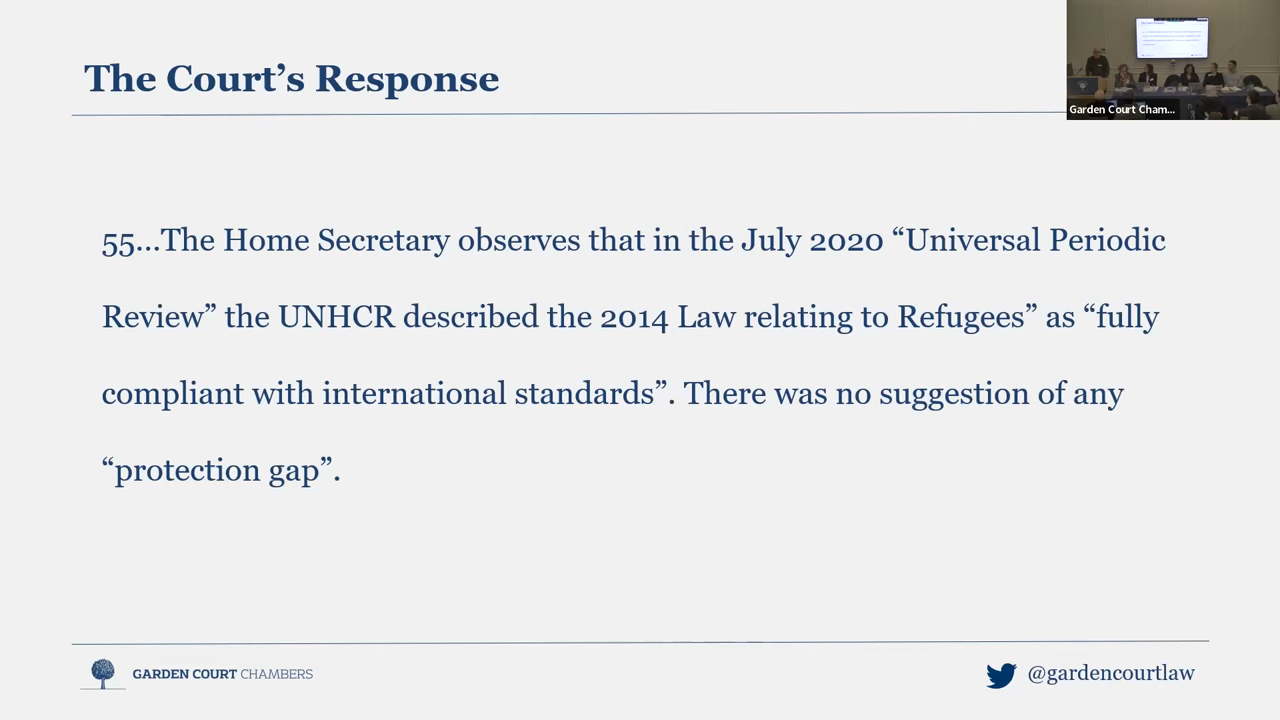 The Court’s Response
Garden Court Cham...
55...The Home Secretary observes that in the July 2020 “Universal Periodic
Review” the UNHCR described the 2014 Law relating to Refugees” as “fully
compliant with international standards”. There was no suggestion of any
“protection gap”.
GARDEN COURT CHAMBERS
@gardencourtlaw